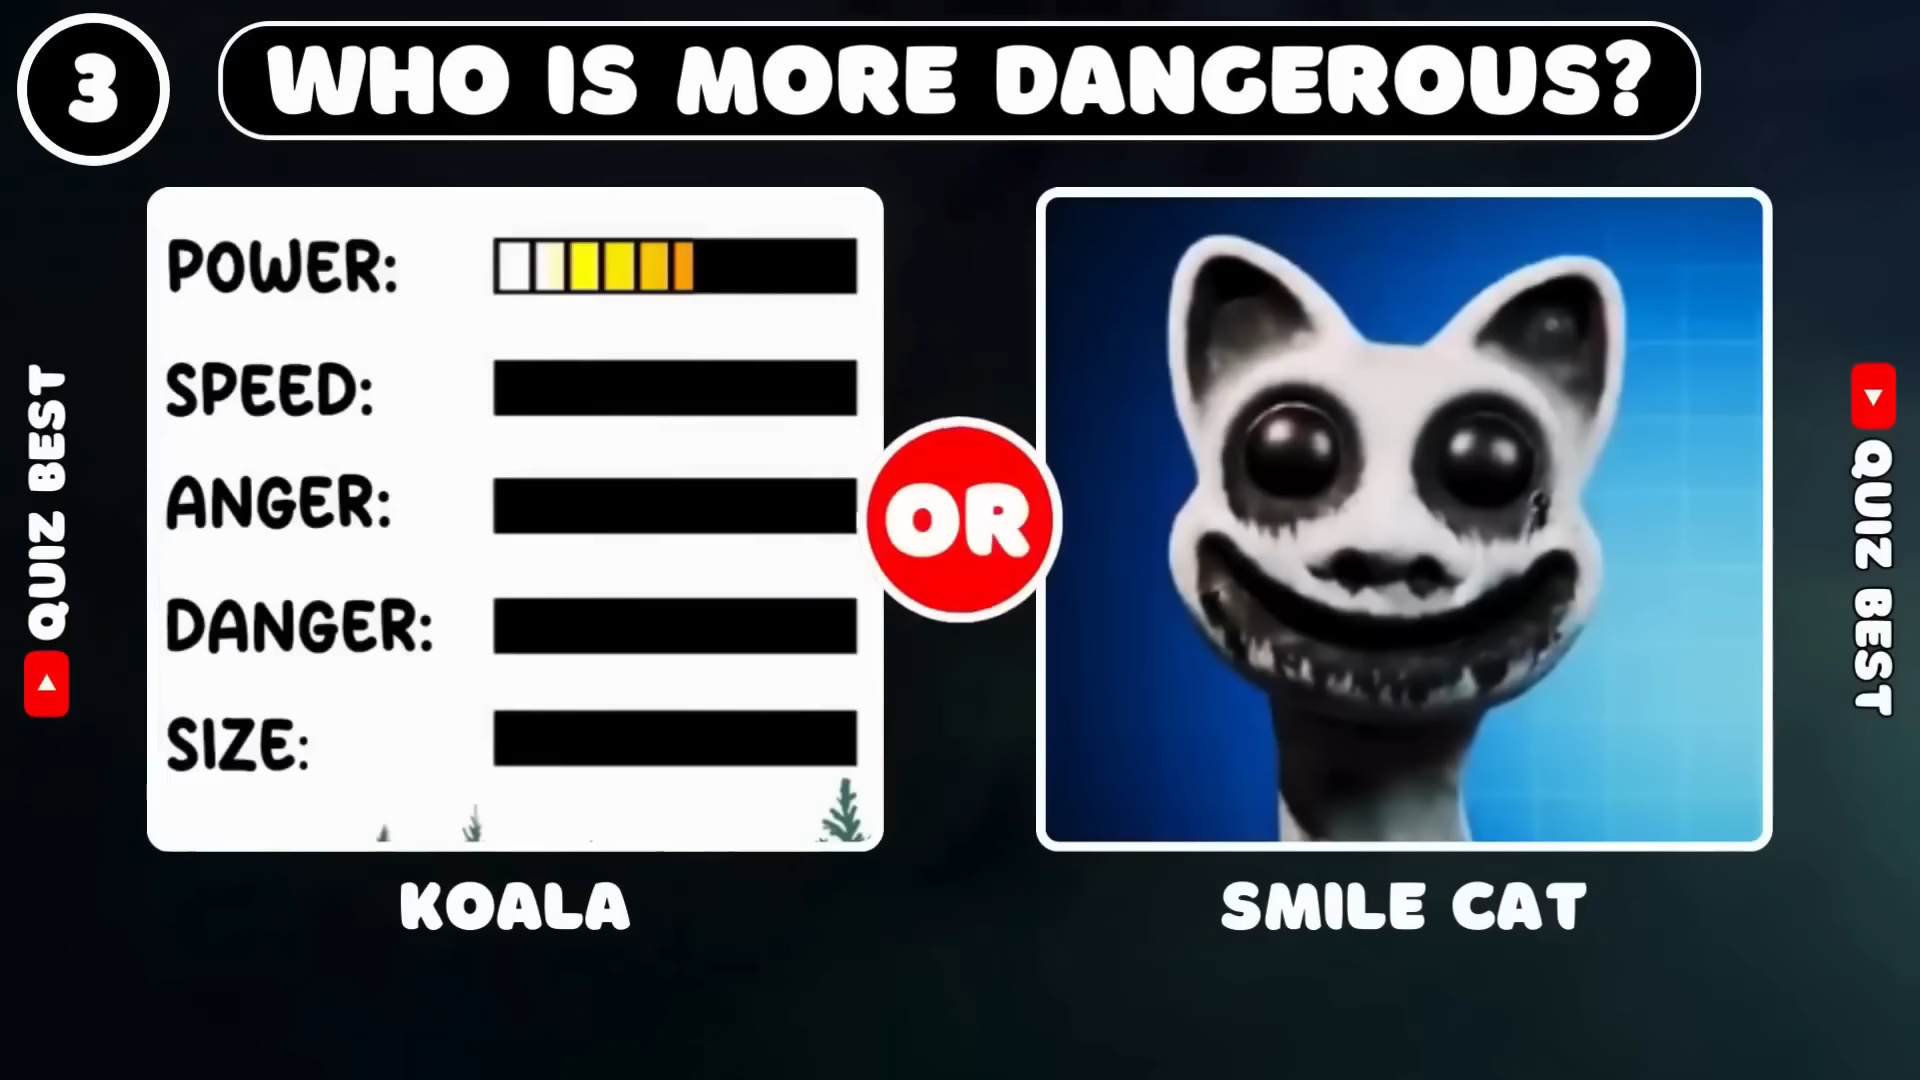 3
WHO IS MORE DANGEROUS?
POWER:
SPEED:
ANGER:
DANGER:
SIZE:
OR
KOALA
SMILE CAT
QUIZ BEST
QUIZ BEST